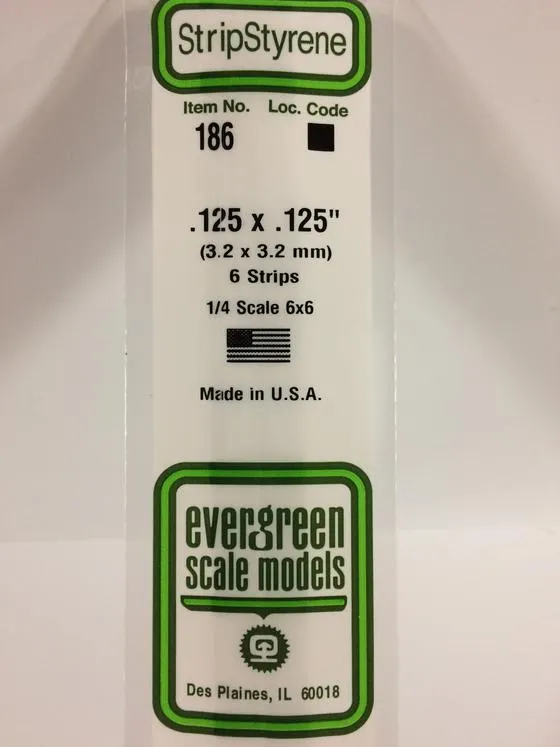 StripStyrene
Item No. Loc. Code
186
.125 x .125"
(3.2 x 3.2 mm)
6 Strips
1/4 Scale 6x6
Made in U.S.A.
evergreen
scale models
Des Plaines, IL 60018